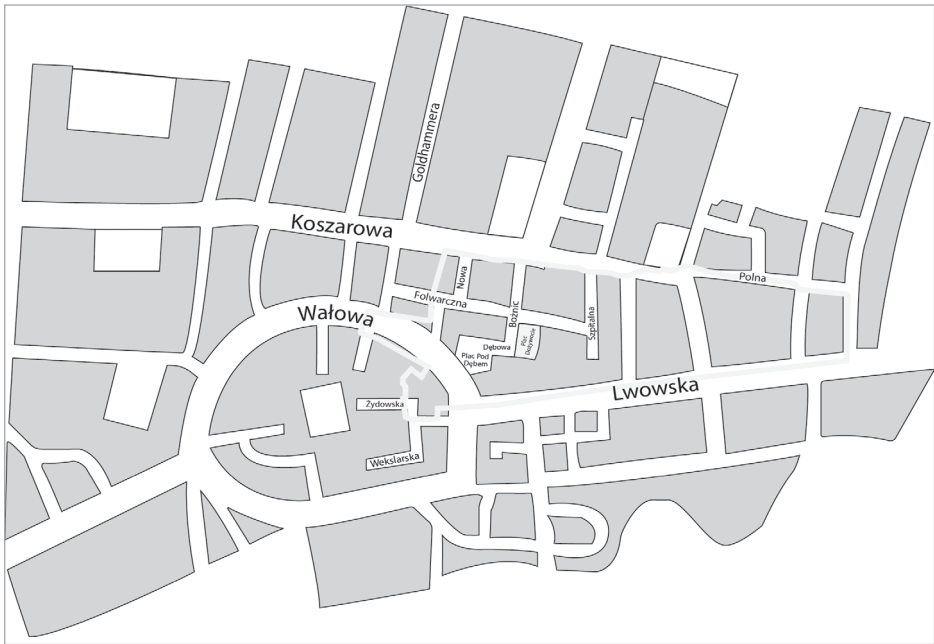 Goldhammera
Koszarowa
Nowa
Polna
Folwarczna
Bożnic
Wałowa
Szpitalna
Dębowa
Plac Pod
Dębem
Lwowska
Żydowska
Wekslarska